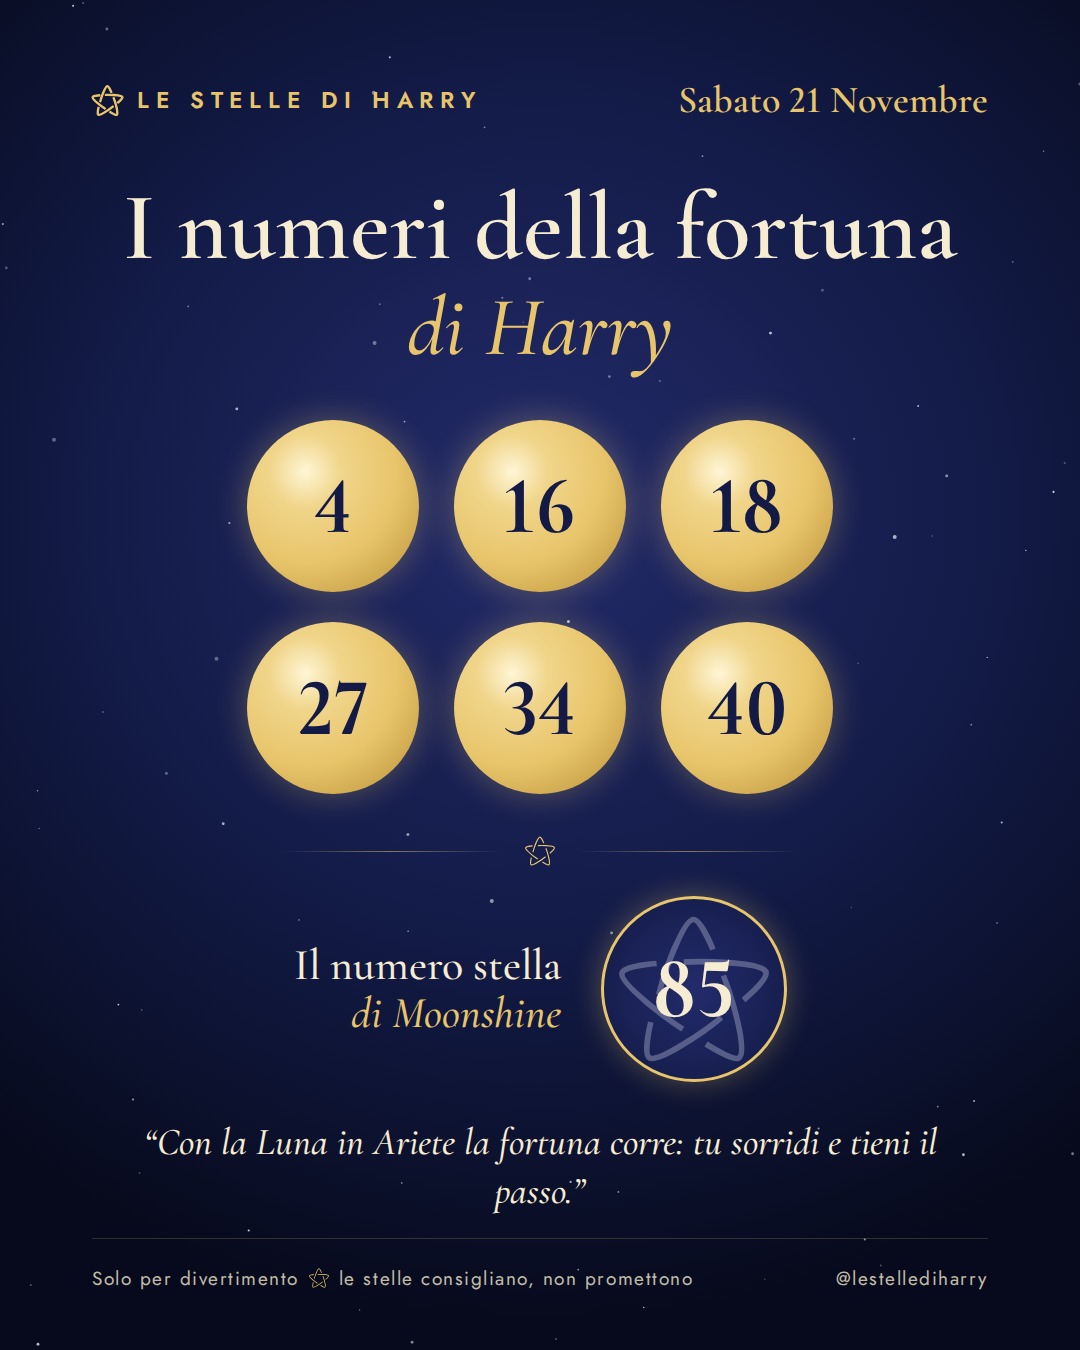 LE STELLE DI HARRY
Sabato 21 Novembre
I numeri della fortuna
di Harry
4 16 18
27 34 40
Il numero stella
di Moonshine
85
“Con la Luna in Ariete la fortuna corre: tu sorridi e tieni il
passo.”
Solo per divertimento le stelle consigliano, non promettono
@lestellediharry